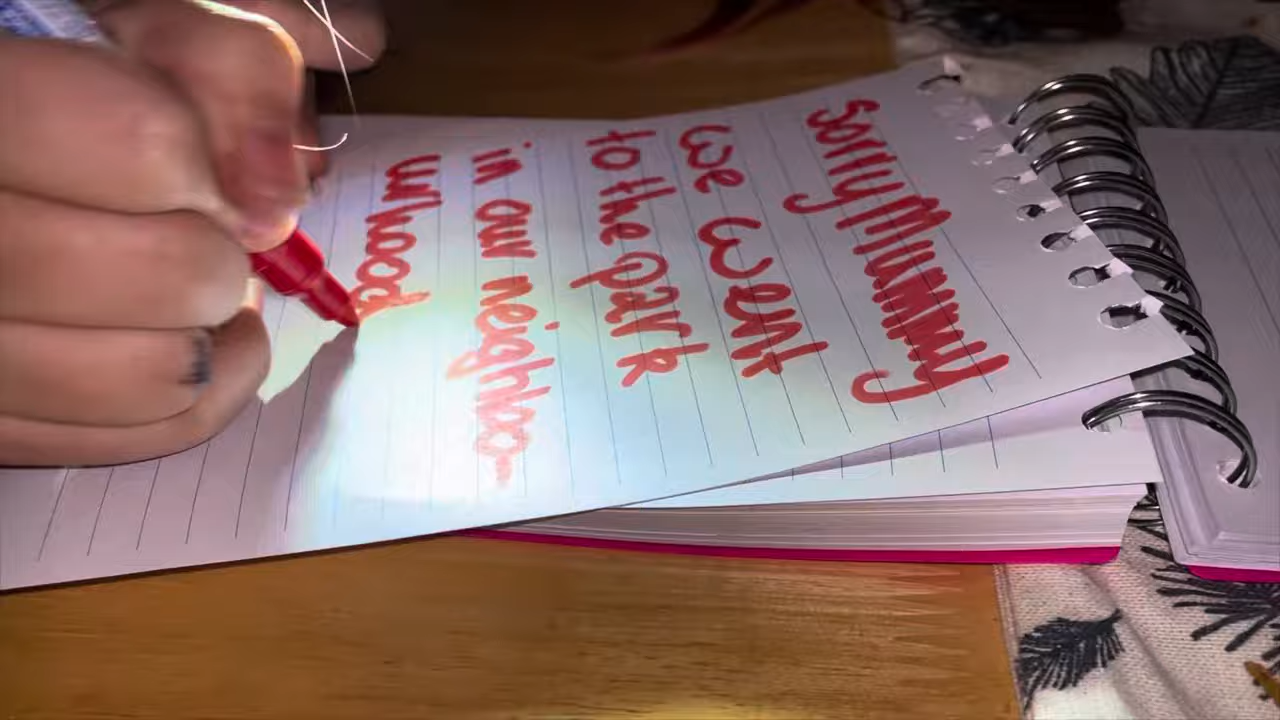 Sorry Mummy
we went
to the park
in our neighbo-
urhood